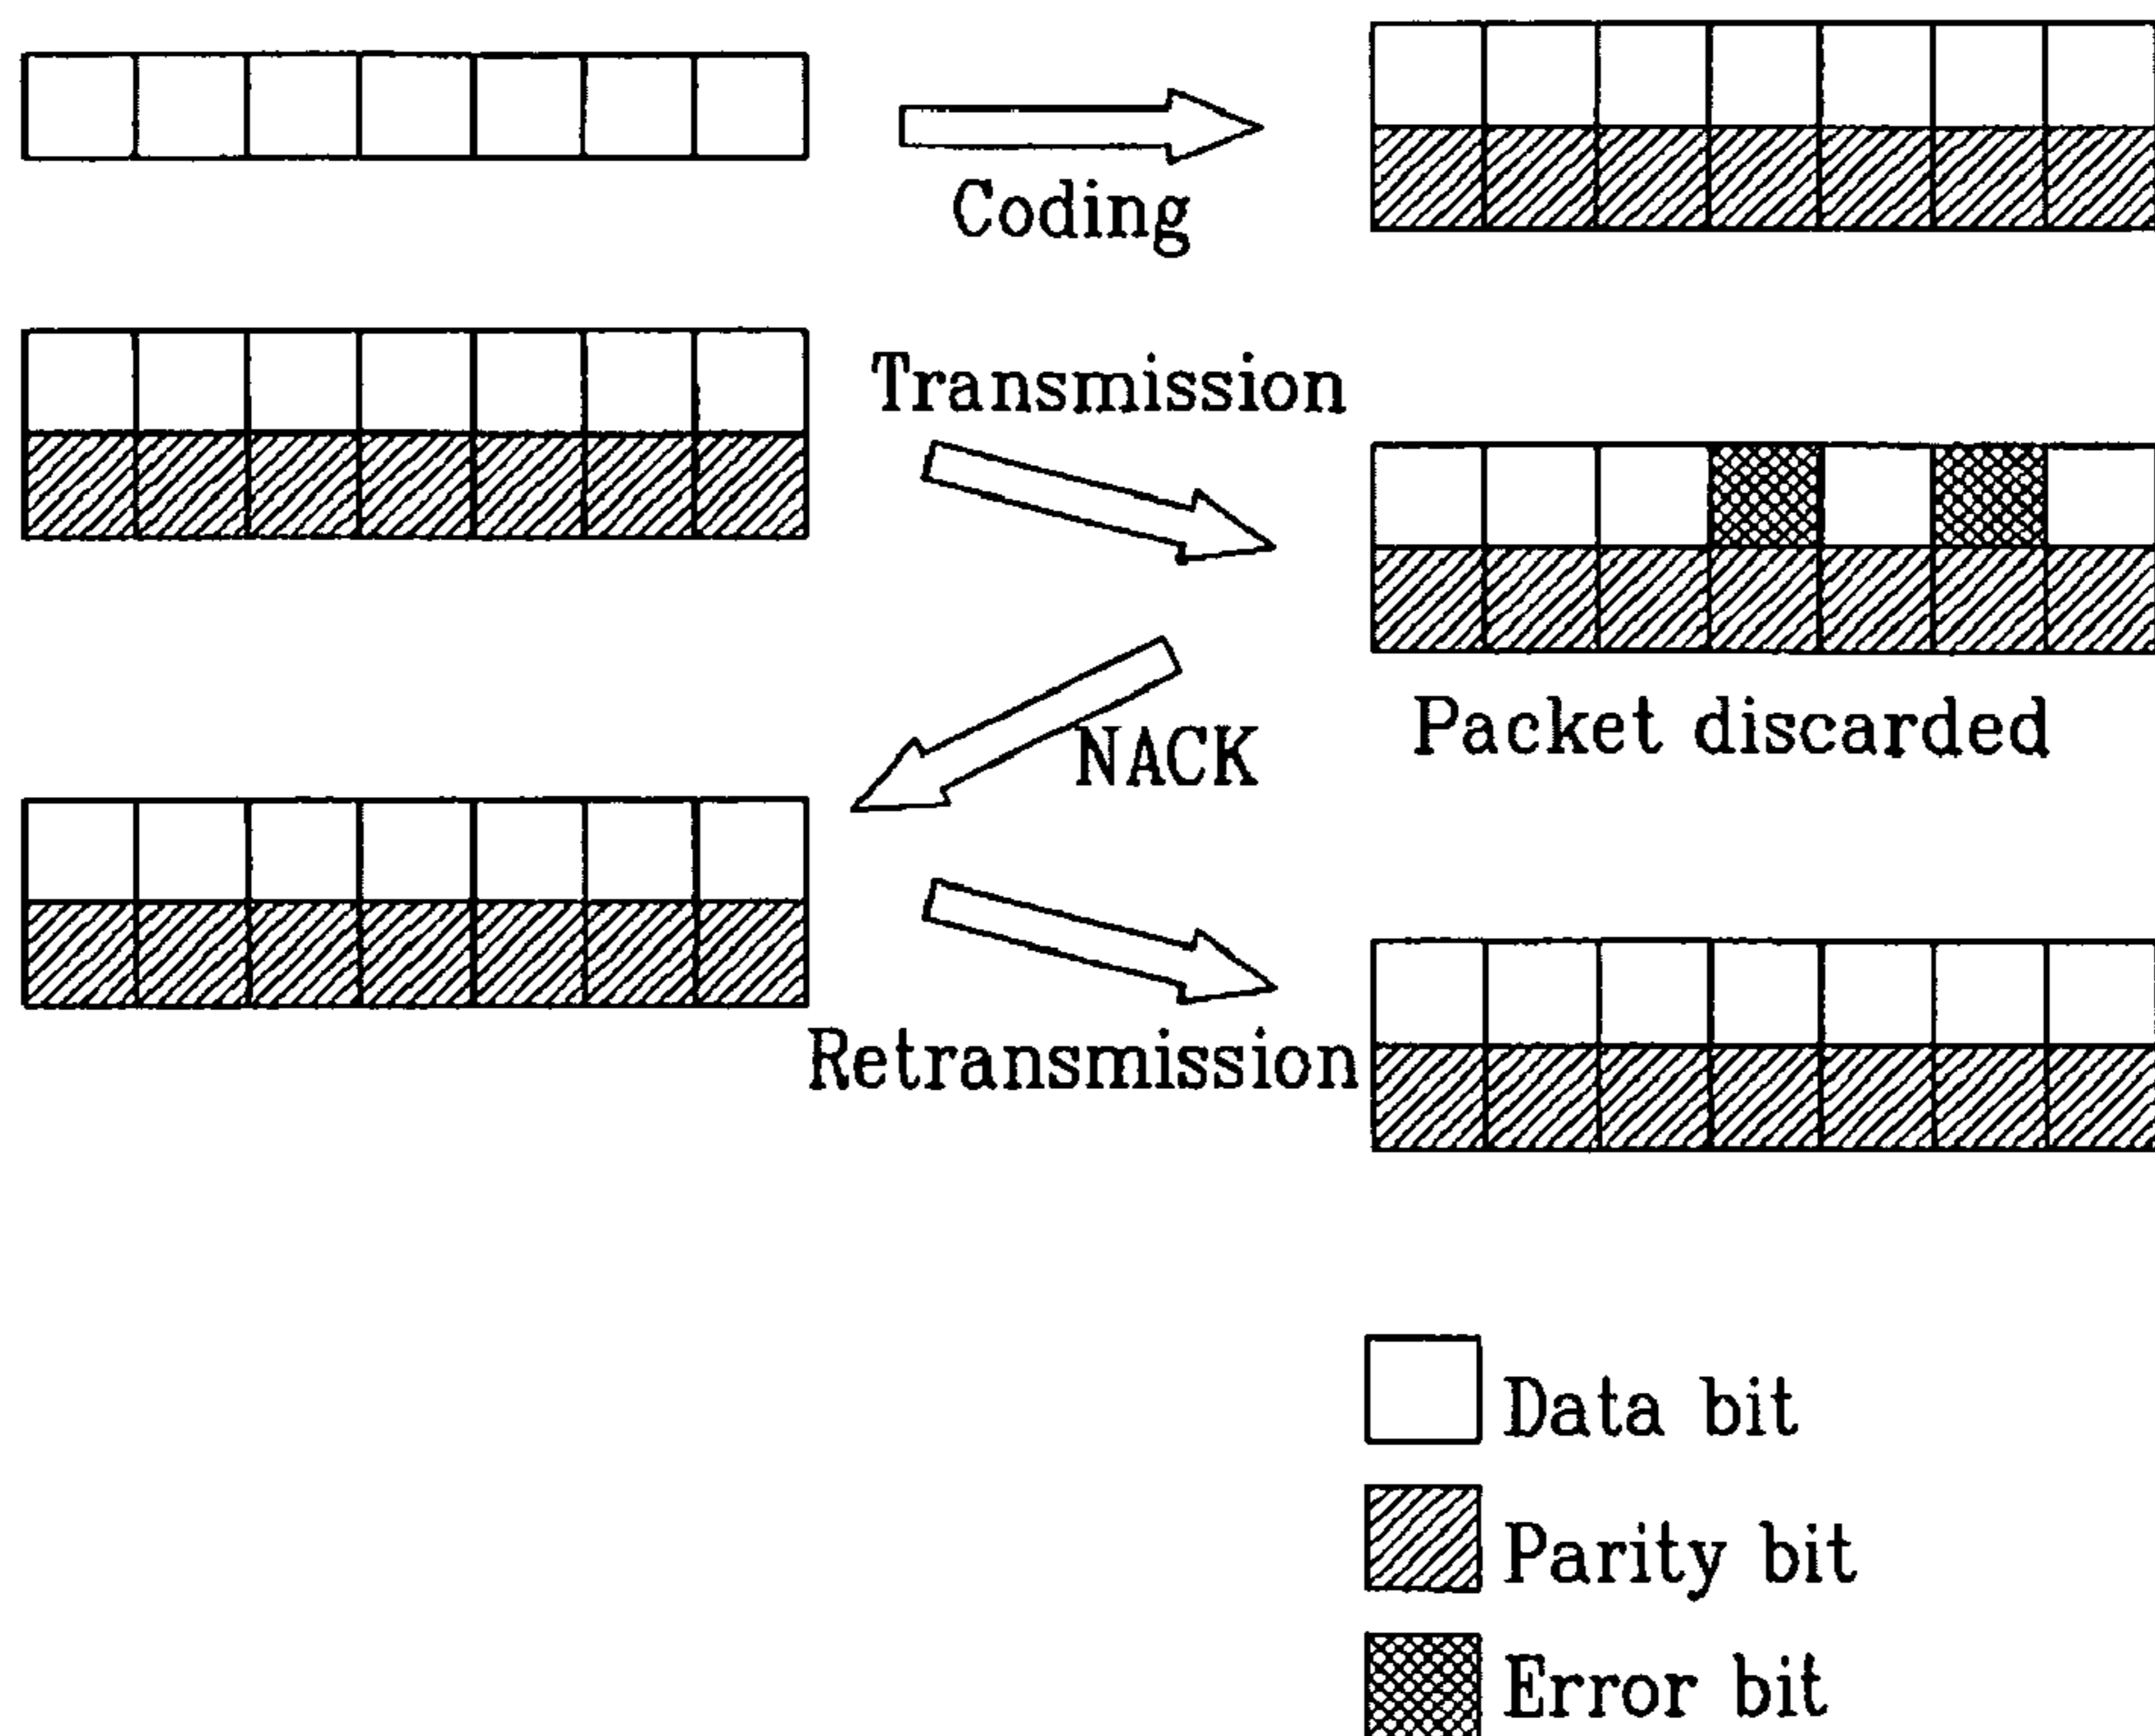 Coding
Transmission
Packet discarded
NACK
Retransmission
Data bit
Parity bit
Error bit